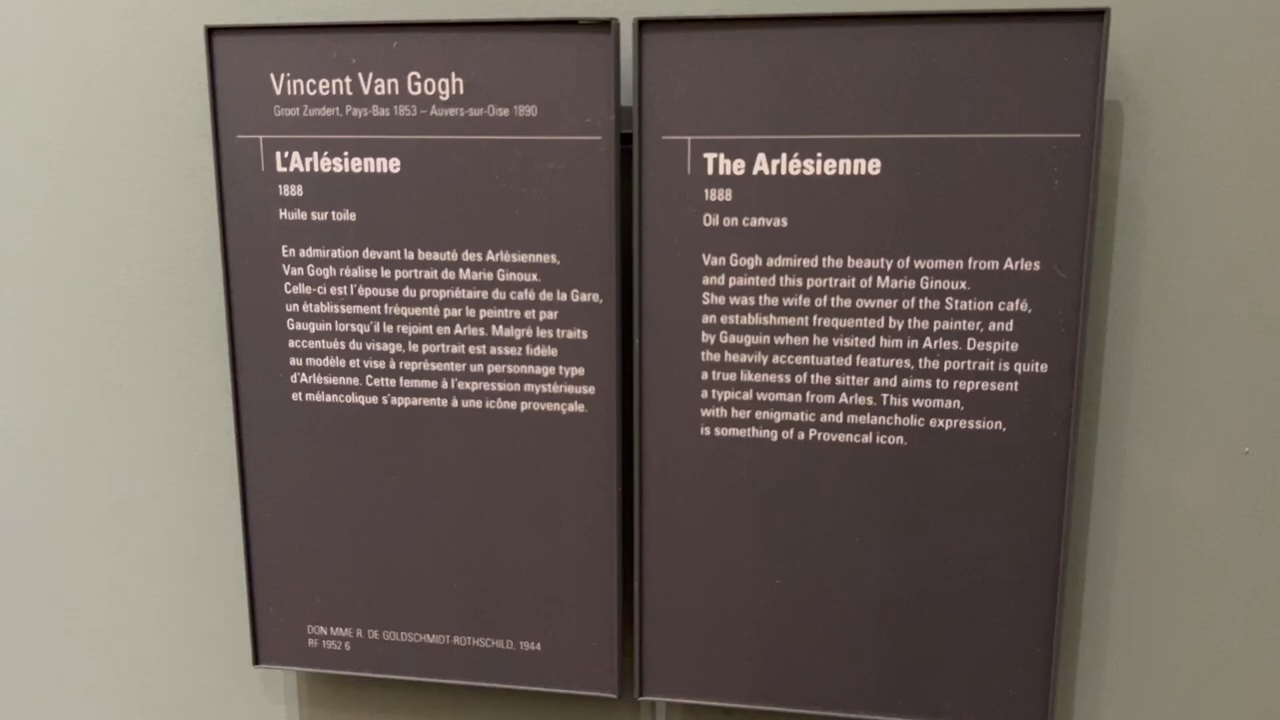 Vincent Van Gogh
Groot Zundert, Pays-Bas 1853 – Auvers-sur-Oise 1890
L'Arlésienne
1888
Huile sur toile
En admiration devant la beauté des Arlésiennes,
Van Gogh réalise le portrait de Marie Ginoux.
Celle-ci est l'épouse du propriétaire du café de la Gare,
un établissement fréquenté par le peintre et par
Gauguin lorsqu'il le rejoint en Arles. Malgré les traits
accentués du visage, le portrait est assez fidèle
au modèle et vise à représenter un personnage type
d'Arlésienne. Cette femme à l'expression mystérieuse
et mélancolique s'apparente à une icône provençale.
DON MME R. DE GOLDSCHMIDT-ROTHSCHILD, 1944
RF 1952 6
The Arlésienne
1888
Oil on canvas
Van Gogh admired the beauty of women from Arles
and painted this portrait of Marie Ginoux.
She was the wife of the owner of the Station café,
an establishment frequented by the painter, and
by Gauguin when he visited him in Arles. Despite
the heavily accentuated features, the portrait is quite
a true likeness of the sitter and aims to represent
a typical woman from Arles. This woman,
with her enigmatic and melancholic expression,
is something of a Provencal icon.